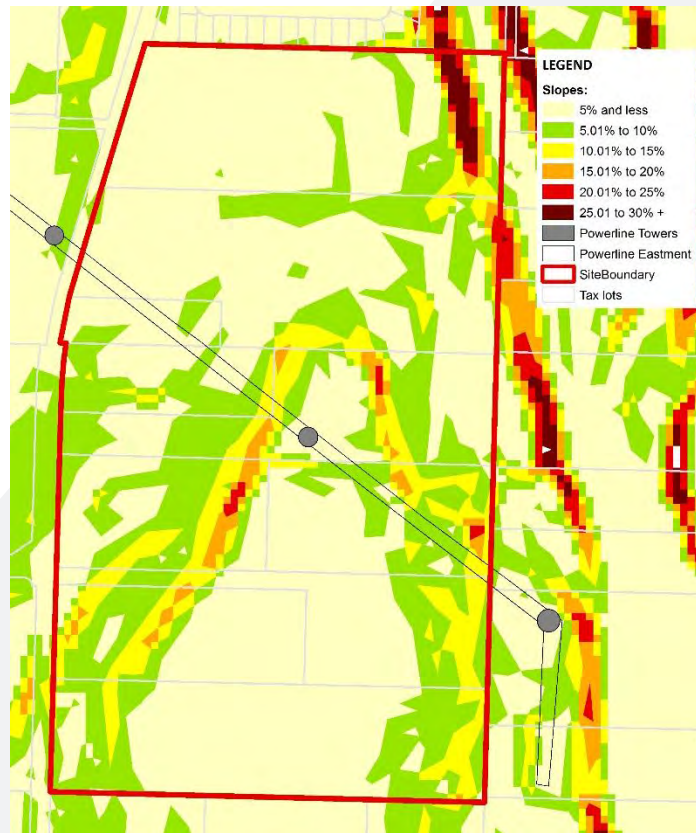 LEGEND
Slopes:
5% and less
5.01% to 10%
10.01% to 15%
15.01% to 20%
20.01% to 25%
25.01 to 30% +
Powerline Towers
Powerline Eastment
SiteBoundary
Tax lots